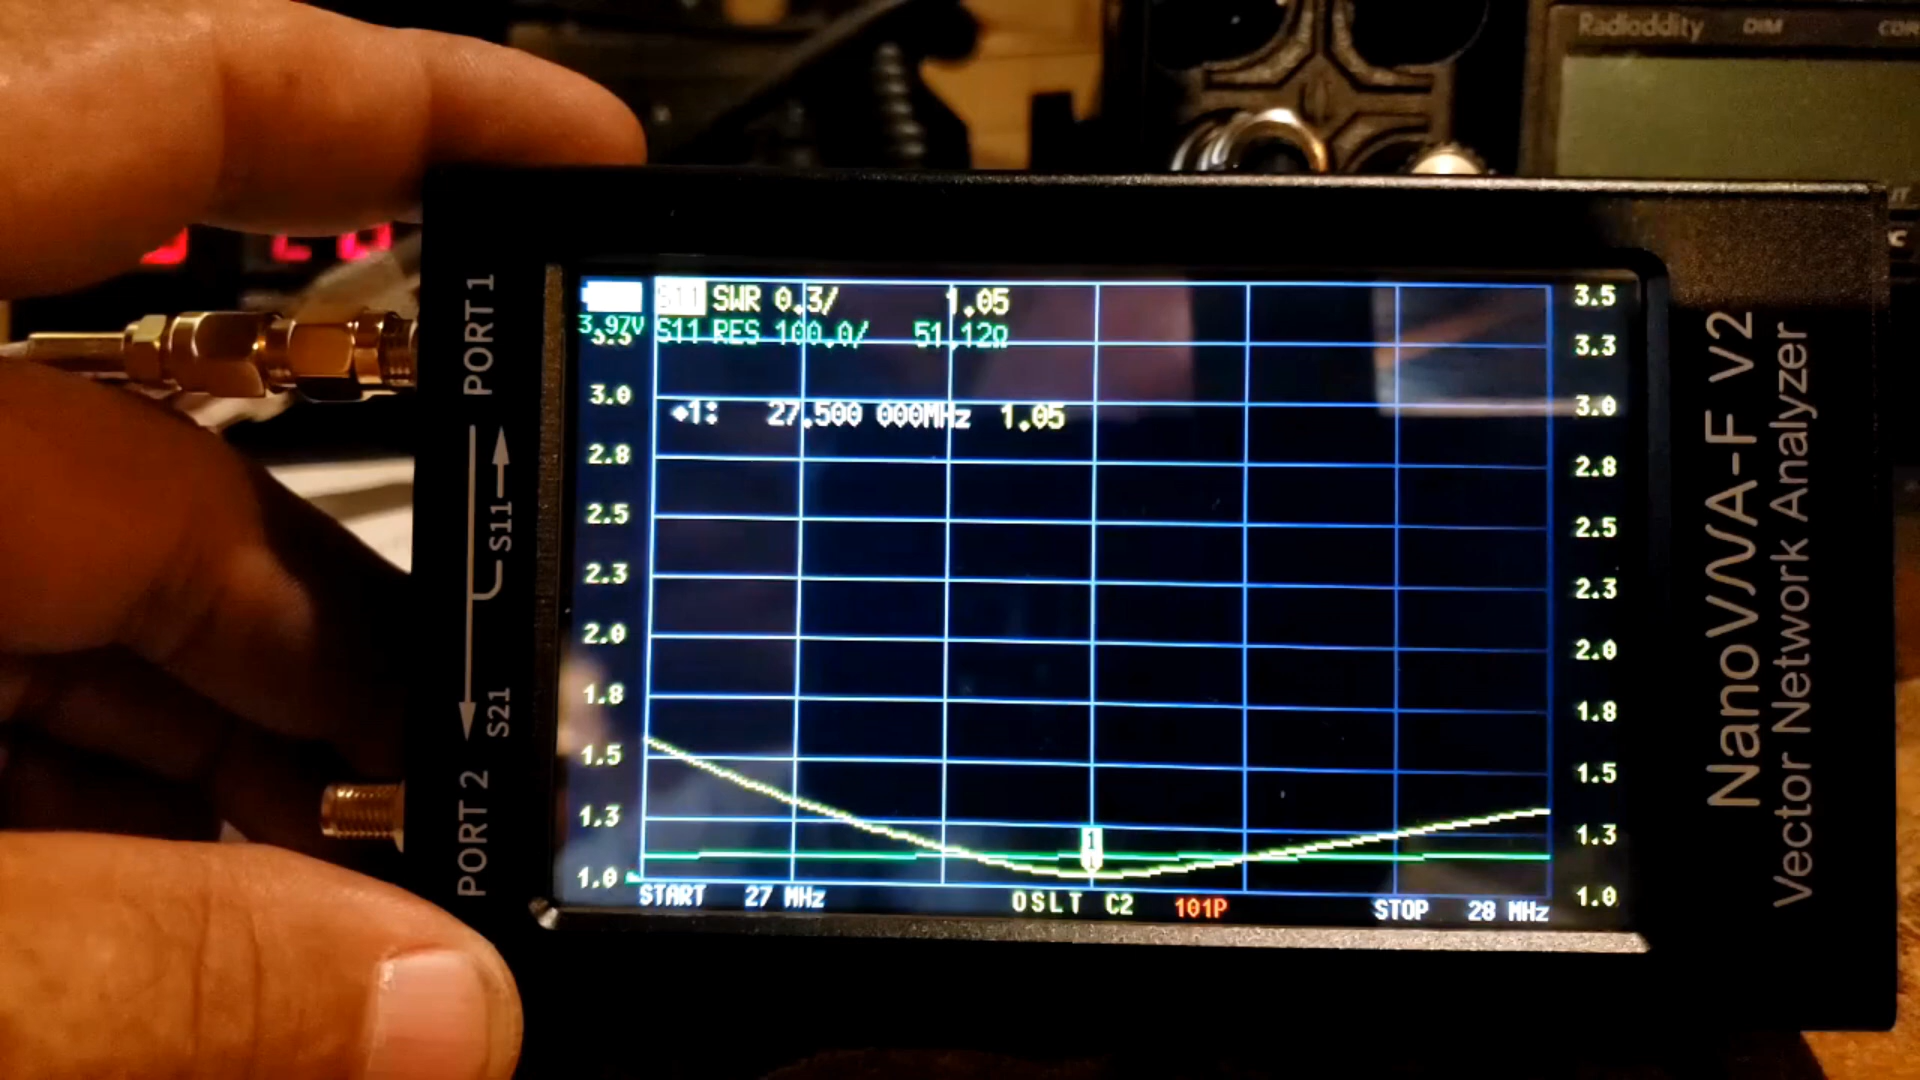 Radioddity DIM
S11 SWR 0.3/ 1.05
3.97V
S11 RES 100.0/ 51.12Ω
1: 27.500 000MHz 1.05
3.3
3.0
2.8
2.5
2.3
2.0
1.8
1.5
1.3
1.0
3.5
3.3
3.0
2.8
2.5
2.3
2.0
1.8
1.5
1.3
1.0
START 27 MHz OSLT C2 101P STOP 28 MHz
PORT 1
S11
S21
PORT 2
NanoVNA-F V2
Vector Network Analyzer